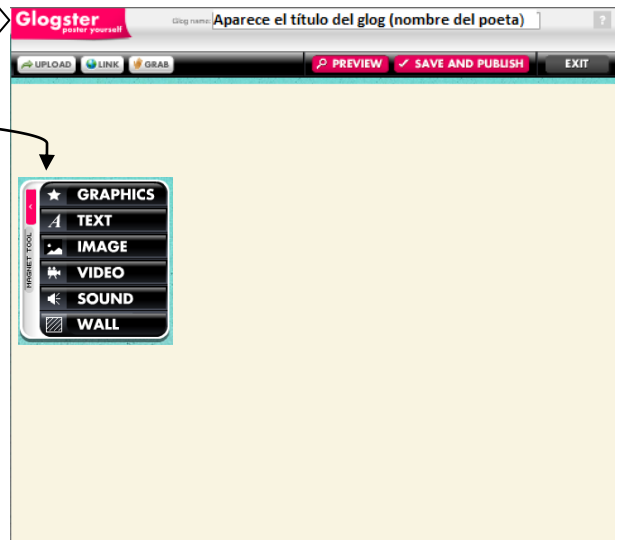 Glogster
poster yourself
Glog name: Aparece el título del glog (nombre del poeta)
?
UPLOAD LINK GRAB PREVIEW SAVE AND PUBLISH EXIT
GRAPHICS
A TEXT
IMAGE
VIDEO
SOUND
WALL
MAGNET TOOL